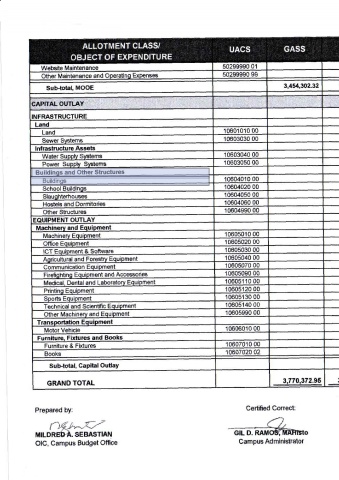 ALLOTMENT CLASS/ OBJECT OF EXPENDITURE UACS GASS
Website Maintenance 50299990 01
Other Maintenance and Operating Expenses 50299990 99
Sub-total, MOOE 3,454,302.32
CAPITAL OUTLAY
INFRASTRUCTURE
Land
Land 10601010 00
Sewer Systems 10603030 00
Infrastructure Assets
Water Supply Systems 10603040 00
Power Supply Systems 10603050 00
Buildings and Other Structures
Buildings 10604010 00
School Buildings 10604020 00
Slaughterhouses 10604050 00
Hostels and Dormitories 10604060 00
Other Structures 10604990 00
EQUIPMENT OUTLAY
Machinery and Equipment
Machinery Equipment 10605010 00
Office Equipment 10605020 00
ICT Equipment & Software 10605030 00
Agricultural and Forestry Equipment 10605040 00
Communication Equipment 10605070 00
Firefighting Equipment and Accessories 10605090 00
Medical, Dental and Laboratory Equipment 10605110 00
Printing Equipment 10605120 00
Sports Equipment 10605130 00
Technical and Scientific Equipment 10605140 00
Other Machinery and Equipment 10605990 00
Transportation Equipment
Motor Vehicle 10606010 00
Furniture, Fixtures and Books
Furniture & Fixtures 10607010 00
Books 10607020 02
Sub-total, Capital Outlay
GRAND TOTAL 3,770,372.95
Prepared by: Certified Correct:
MILDRED A. SEBASTIAN GIL D. RAMOS, MAHisto
OIC, Campus Budget Office Campus Administrator